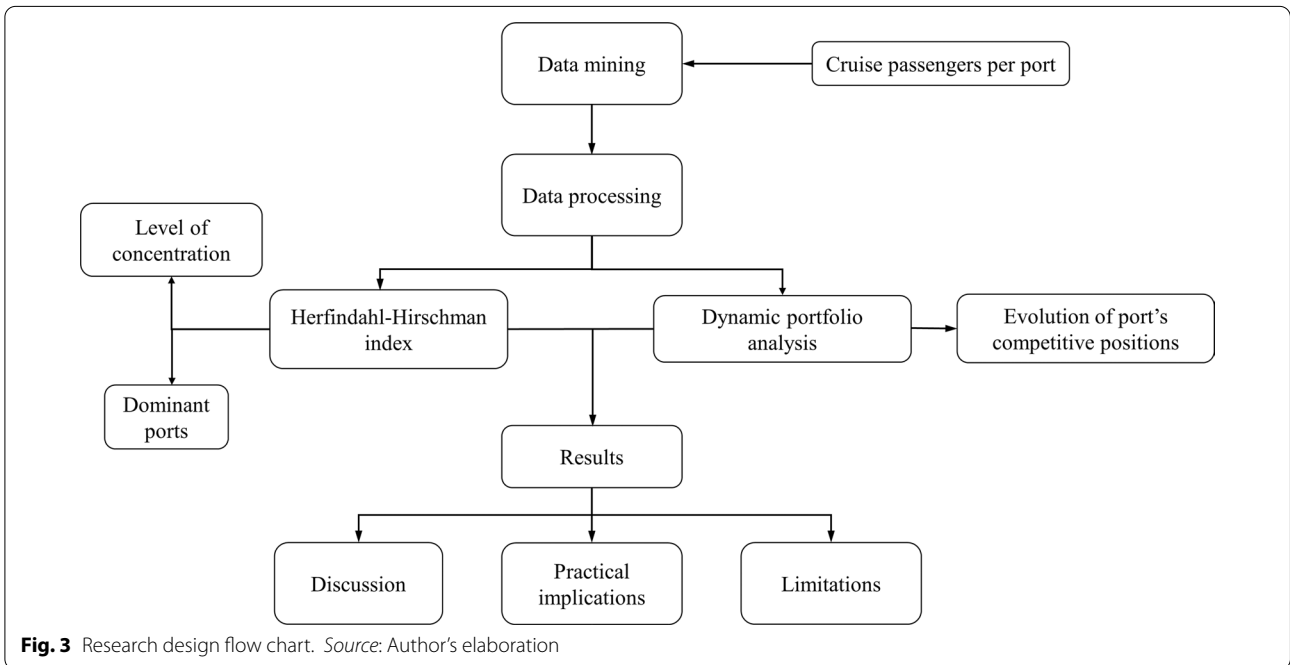 Data mining
Cruise passengers per port
Data processing
Level of
concentration
Herfindahl-Hirschman
index
Dynamic portfolio
analysis
Evolution of port's
competitive positions
Dominant
ports
Results
Discussion
Practical
implications
Limitations
Fig. 3 Research design flow chart. Source: Author's elaboration